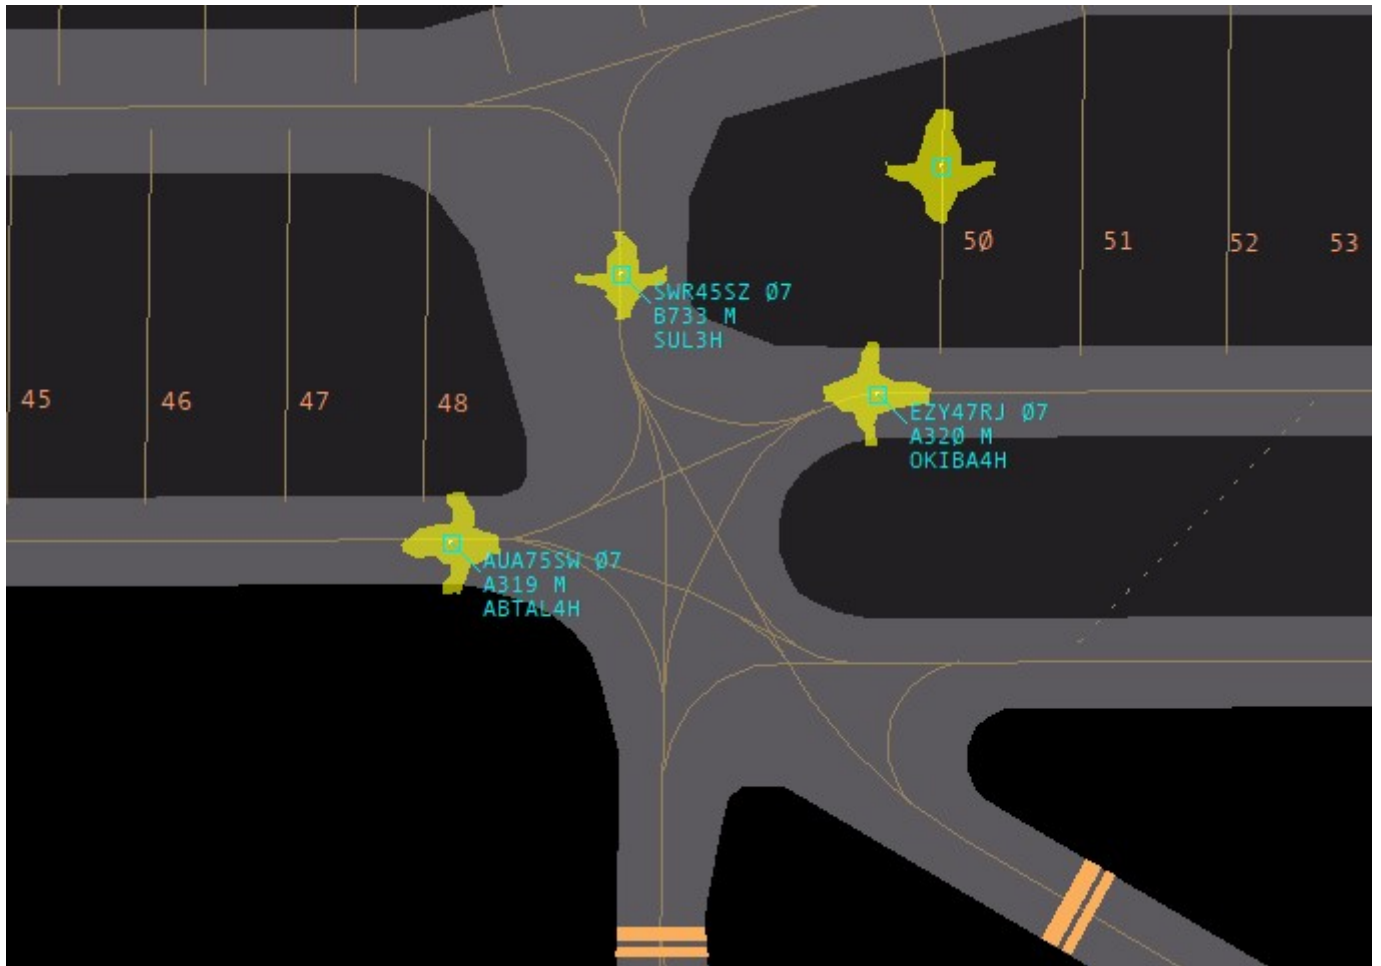 5Ø
51
52
53
SWR45SZ Ø7
B733 M
SUL3H
45
46
47
48
EZY47RJ Ø7
A32Ø M
OKIBA4H
AUA75SW Ø7
A319 M
ABTAL4H